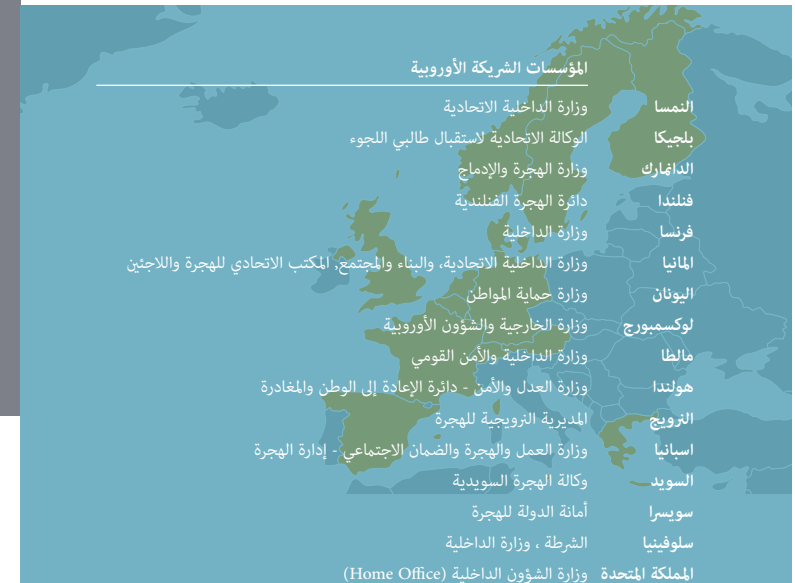 المؤسسات الشريكة الأوروبية
النمسا وزارة الداخلية الاتحادية
بلجيكا الوكالة الاتحادية لاستقبال طالبي اللجوء
الدانمارك وزارة الهجرة والإدماج
فنلندا دائرة الهجرة الفنلندية
فرنسا وزارة الداخلية
المانيا وزارة الداخلية الاتحادية، والبناء والمجتمع, المكتب الاتحادي للهجرة واللاجئين
اليونان وزارة حماية المواطن
لوكسمبورج وزارة الخارجية والشؤون الأوروبية
مالطا وزارة الداخلية والأمن القومي
هولندا وزارة العدل والأمن - دائرة الإعادة إلى الوطن والمغادرة
النرويج المديرية النرويجية للهجرة
اسبانيا وزارة العمل والهجرة والضمان الاجتماعي - إدارة الهجرة
السويد وكالة الهجرة السويدية
سويسرا أمانة الدولة للهجرة
سلوفينيا الشرطة ، وزارة الداخلية
المملكة المتحدة وزارة الشؤون الداخلية (Home Office)